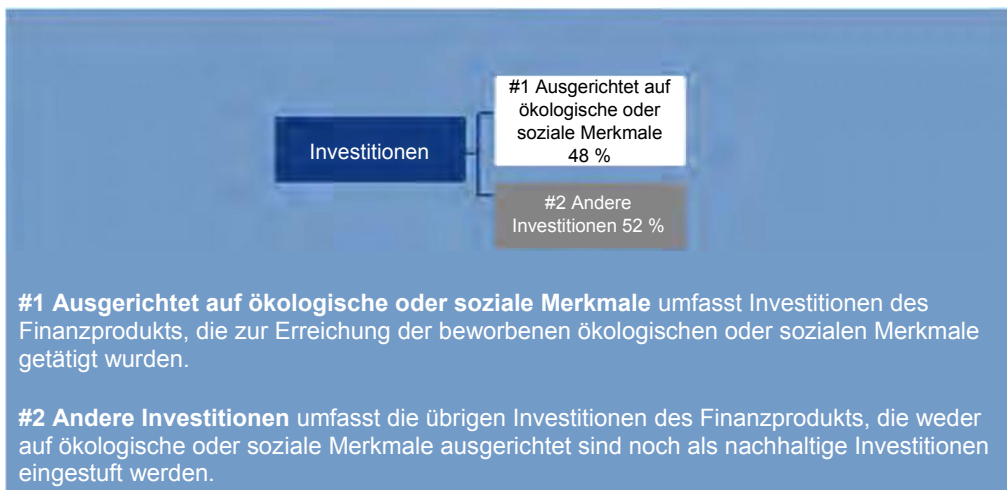 #1 Ausgerichtet auf
ökologische oder
soziale Merkmale
48 %
Investitionen
#2 Andere
Investitionen 52 %
#1 Ausgerichtet auf ökologische oder soziale Merkmale umfasst Investitionen des
Finanzprodukts, die zur Erreichung der beworbenen ökologischen oder sozialen Merkmale
getätigt wurden.
#2 Andere Investitionen umfasst die übrigen Investitionen des Finanzprodukts, die weder
auf ökologische oder soziale Merkmale ausgerichtet sind noch als nachhaltige Investitionen
eingestuft werden.